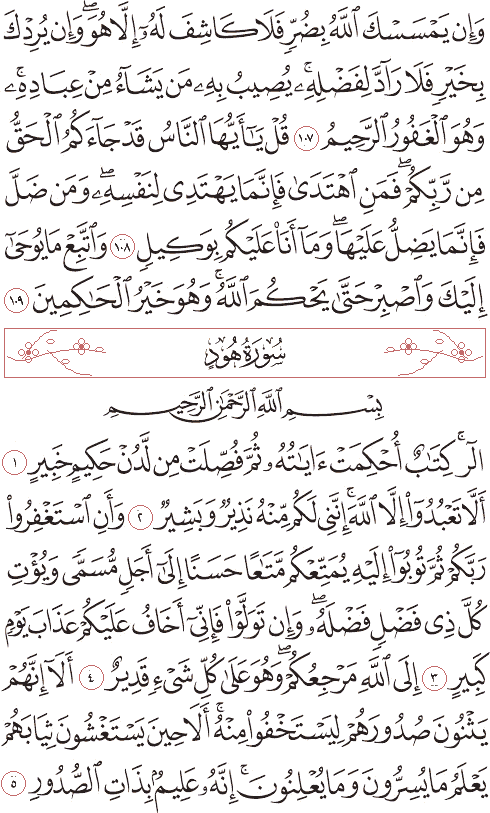 وَإِن يَمْسَسْكَ ٱللَّهُ بِضُرٍّ فَلَا كَاشِفَ لَهُۥٓ إِلَّا هُوَ ۖ وَإِن يُرِدْكَ
بِخَيْرٍ فَلَا رَآدَّ لِفَضْلِهِۦ ۚ يُصِيبُ بِهِۦ مَن يَشَآءُ مِنْ عِبَادِهِۦ ۚ
وَهُوَ ٱلْغَفُورُ ٱلرَّحِيمُ ١٠٧ قُلْ يَٰٓأَيُّهَا ٱلنَّاسُ قَدْ جَآءَكُمُ ٱلْحَقُّ
مِن رَّبِّكُمْ ۖ فَمَنِ ٱهْتَدَىٰ فَإِنَّمَا يَهْتَدِى لِنَفْسِهِۦ ۖ وَمَن ضَلَّ
فَإِنَّمَا يَضِلُّ عَلَيْهَا ۖ وَمَآ أَنَا۠ عَلَيْكُم بِوَكِيلٍ ١٠٨ وَٱتَّبِعْ مَا يُوحَىٰٓ
إِلَيْكَ وَٱصْبِرْ حَتَّىٰ يَحْكُمَ ٱللَّهُ ۚ وَهُوَ خَيْرُ ٱلْحَٰكِمِينَ ١٠٩
سُورَةُ هُودٍ
بِسْمِ ٱللَّهِ ٱلرَّحْمَٰنِ ٱلرَّحِيمِ
الٓر ۚ كِتَٰبٌ أُحْكِمَتْ ءَايَٰتُهُۥ ثُمَّ فُصِّلَتْ مِن لَّدُنْ حَكِيمٍ خَبِيرٍ ١
أَلَّا تَعْبُدُوٓا۟ إِلَّا ٱللَّهَ ۚ إِنَّنِى لَكُم مِّنْهُ نَذِيرٌ وَبَشِيرٌ ٢ وَأَنِ ٱسْتَغْفِرُوا۟
رَبَّكُمْ ثُمَّ تُوبُوٓا۟ إِلَيْهِ يُمَتِّعْكُم مَّتَٰعًا حَسَنًا إِلَىٰٓ أَجَلٍ مُّسَمًّى وَيُؤْتِ
كُلَّ ذِى فَضْلٍ فَضْلَهُۥ ۖ وَإِن تَوَلَّوْا۟ فَإِنِّىٓ أَخَافُ عَلَيْكُمْ عَذَابَ يَوْمٍ
كَبِيرٍ ٣ إِلَى ٱللَّهِ مَرْجِعُكُمْ ۖ وَهُوَ عَلَىٰ كُلِّ شَىْءٍ قَدِيرٌ ٤ أَلَآ إِنَّهُمْ
يَثْنُونَ صُدُورَهُمْ لِيَسْتَخْفُوا۟ مِنْهُ ۚ أَلَا حِينَ يَسْتَغْشُونَ ثِيَابَهُمْ
يَعْلَمُ مَا يُسِرُّونَ وَمَا يُعْلِنُونَ ۚ إِنَّهُۥ عَلِيمٌۢ بِذَاتِ ٱلصُّدُورِ ٥